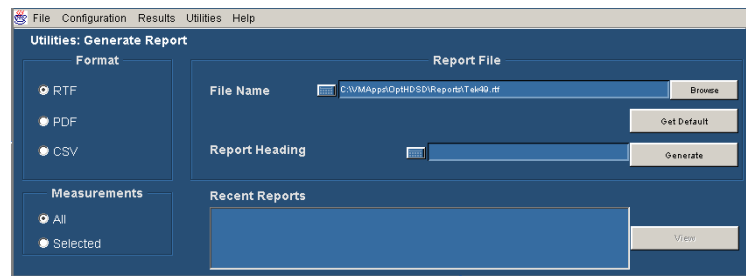 File Configuration Results Utilities Help
Utilities: Generate Report
Format
RTF
PDF
CSV
Report File
File Name C:\VMApps\OptHDSD\Reports\Tek49.rtf Browse
Get Default
Report Heading Generate
Measurements
All
Selected
Recent Reports
View